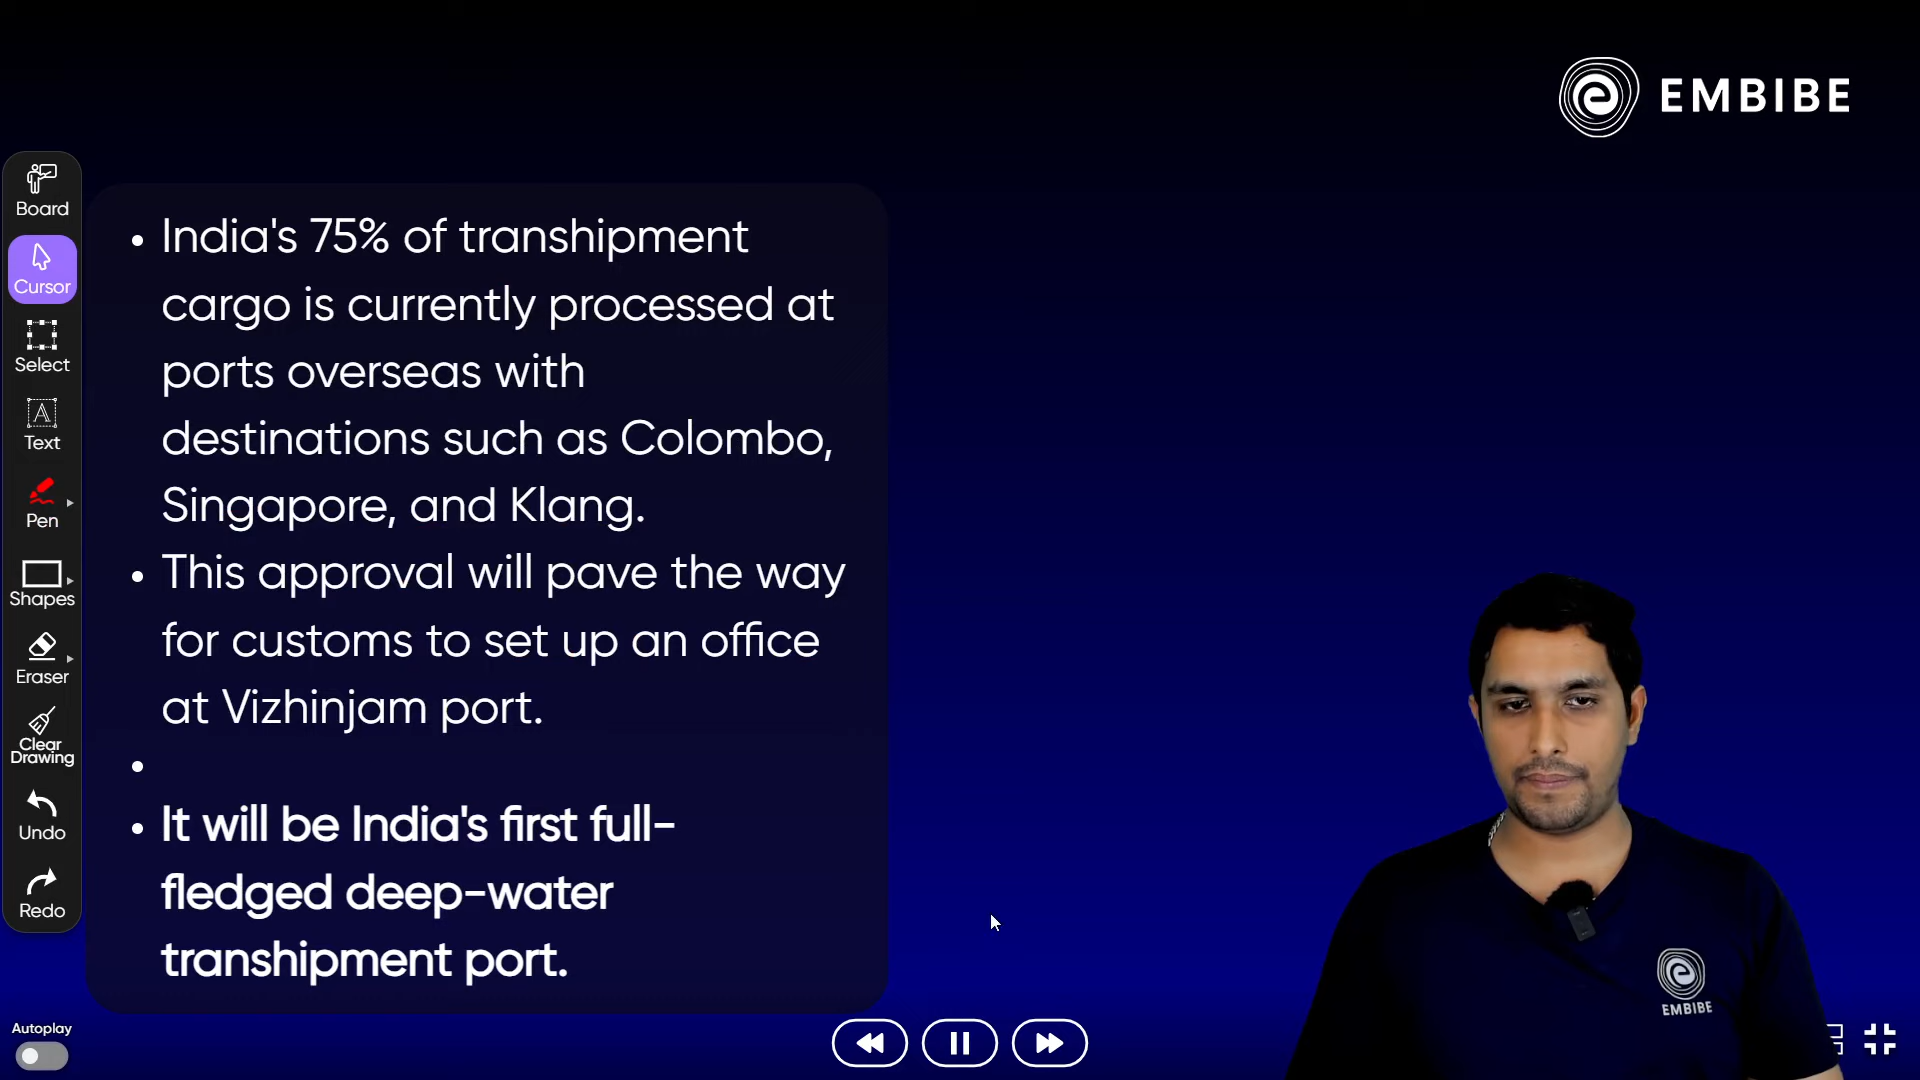 EMBIBE
Board
Cursor
Select
Text
Pen
Shapes
Eraser
Clear
Drawing
Undo
Redo
Autoplay
• India's 75% of transhipment
cargo is currently processed at
ports overseas with
destinations such as Colombo,
Singapore, and Klang.
• This approval will pave the way
for customs to set up an office
at Vizhinjam port.
•
• It will be India's first full-
fledged deep-water
transhipment port.
EMBIBE